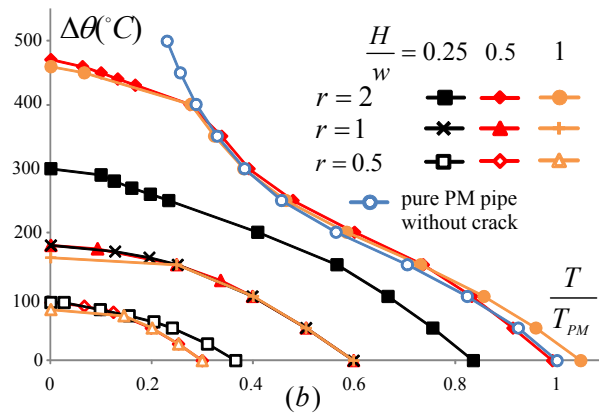 Δθ(°C)
H/w = 0.25 0.5 1
r = 2
r = 1
r = 0.5
pure PM pipe
without crack
500
400
300
200
100
0
T/T_PM
0 0.2 0.4 0.6 0.8 1
(b)